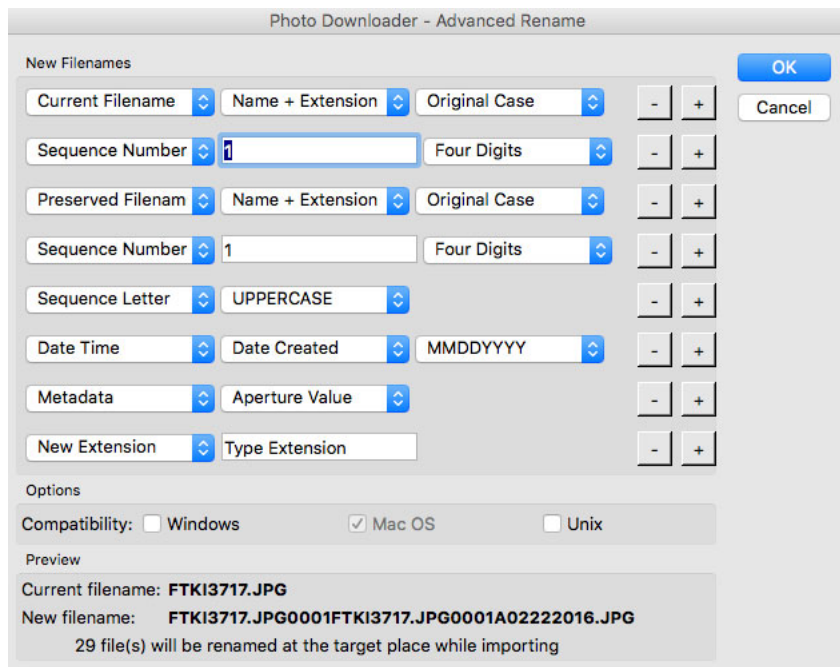 Photo Downloader - Advanced Rename
New Filenames
OK
Current Filename Name + Extension Original Case - +
Cancel
Sequence Number 1 Four Digits - +
Preserved Filenam Name + Extension Original Case - +
Sequence Number 1 Four Digits - +
Sequence Letter UPPERCASE - +
Date Time Date Created MMDDYYYY - +
Metadata Aperture Value - +
New Extension Type Extension - +
Options
Compatibility: Windows Mac OS Unix
Preview
Current filename: FTKI3717.JPG
New filename: FTKI3717.JPG0001FTKI3717.JPG0001A02222016.JPG
29 file(s) will be renamed at the target place while importing